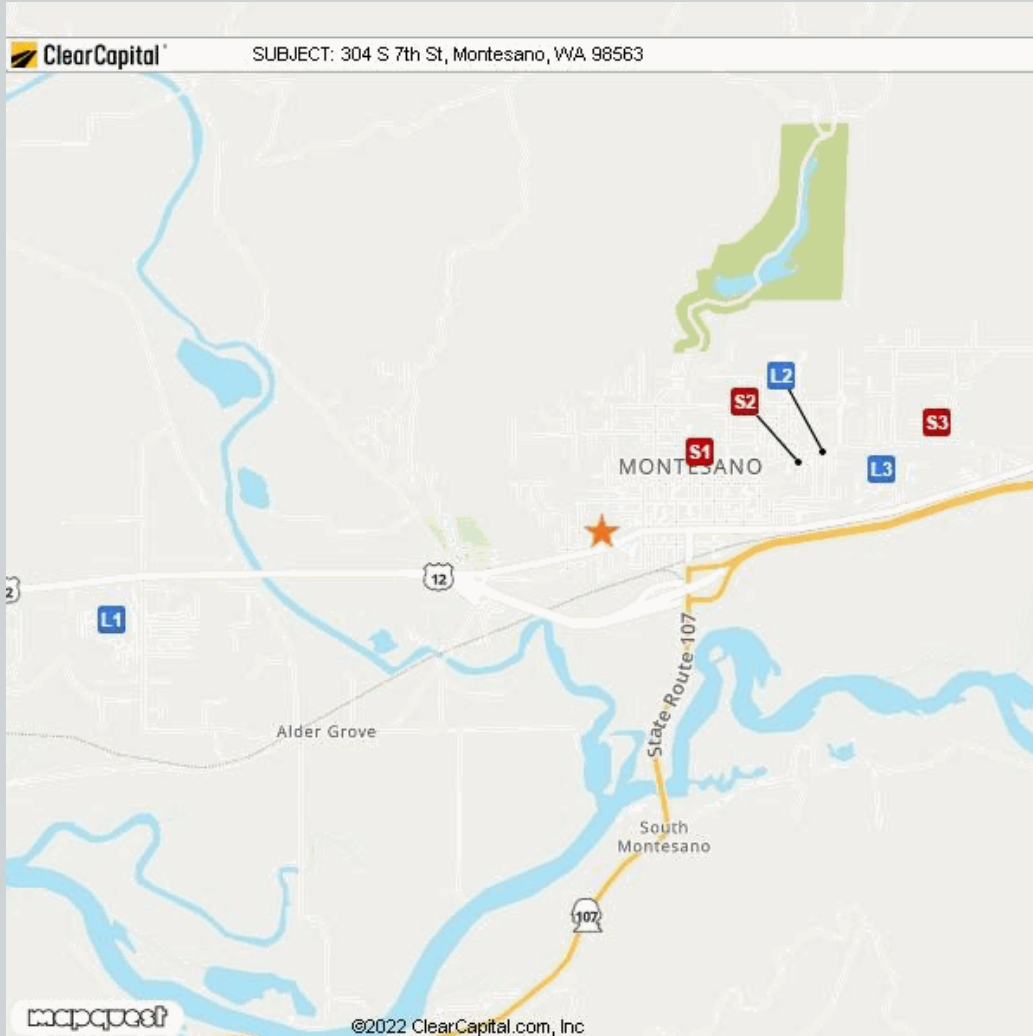 ClearCapital
SUBJECT: 304 S 7th St, Montesano, WA 98563
L2
S2
S3
S1
MONTESANO
L3
12
2
L1
State Route 107
Alder Grove
South
Montesano
107
mapquest
©2022 ClearCapital.com, Inc